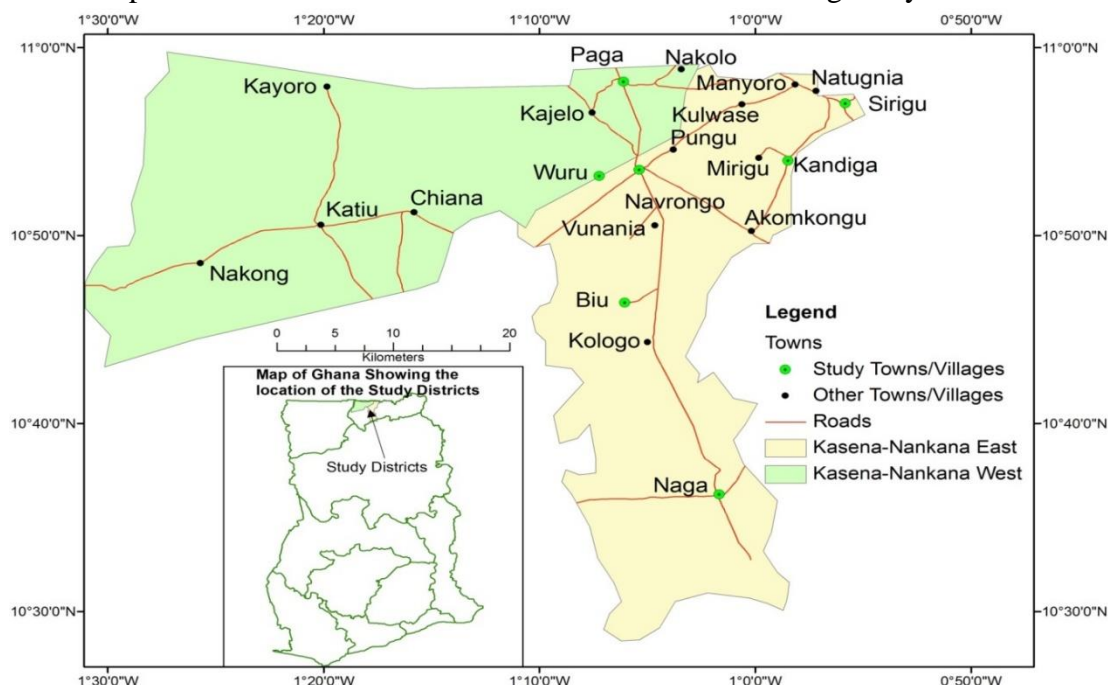 1°30'0"W 1°20'0"W 1°10'0"W 1°0'0"W 0°50'0"W
11°0'0"N 11°0'0"N
Paga Nakolo
Kayoro Manyoro Natugnia
Kajelo Kulwase Sirigu
Pungu
Wuru Mirigu Kandiga
Chiana Navrongo
Katiu Vunania Akomkongu
10°50'0"N 10°50'0"N
Nakong
Biu
Legend
0 5 10 20
Kologo Towns
Kilometers
Study Towns/Villages
Map of Ghana Showing the
location of the Study Districts
Other Towns/Villages
10°40'0"N Roads 10°40'0"N
Kasena-Nankana East
Study Districts
Kasena-Nankana West
Naga
10°30'0"N 10°30'0"N
1°30'0"W 1°20'0"W 1°10'0"W 1°0'0"W 0°50'0"W